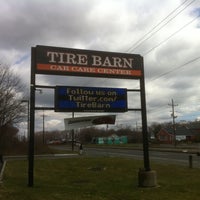 TIRE BARN
CAR CARE CENTER
Follow us on
Twitter.com/
TireBarn